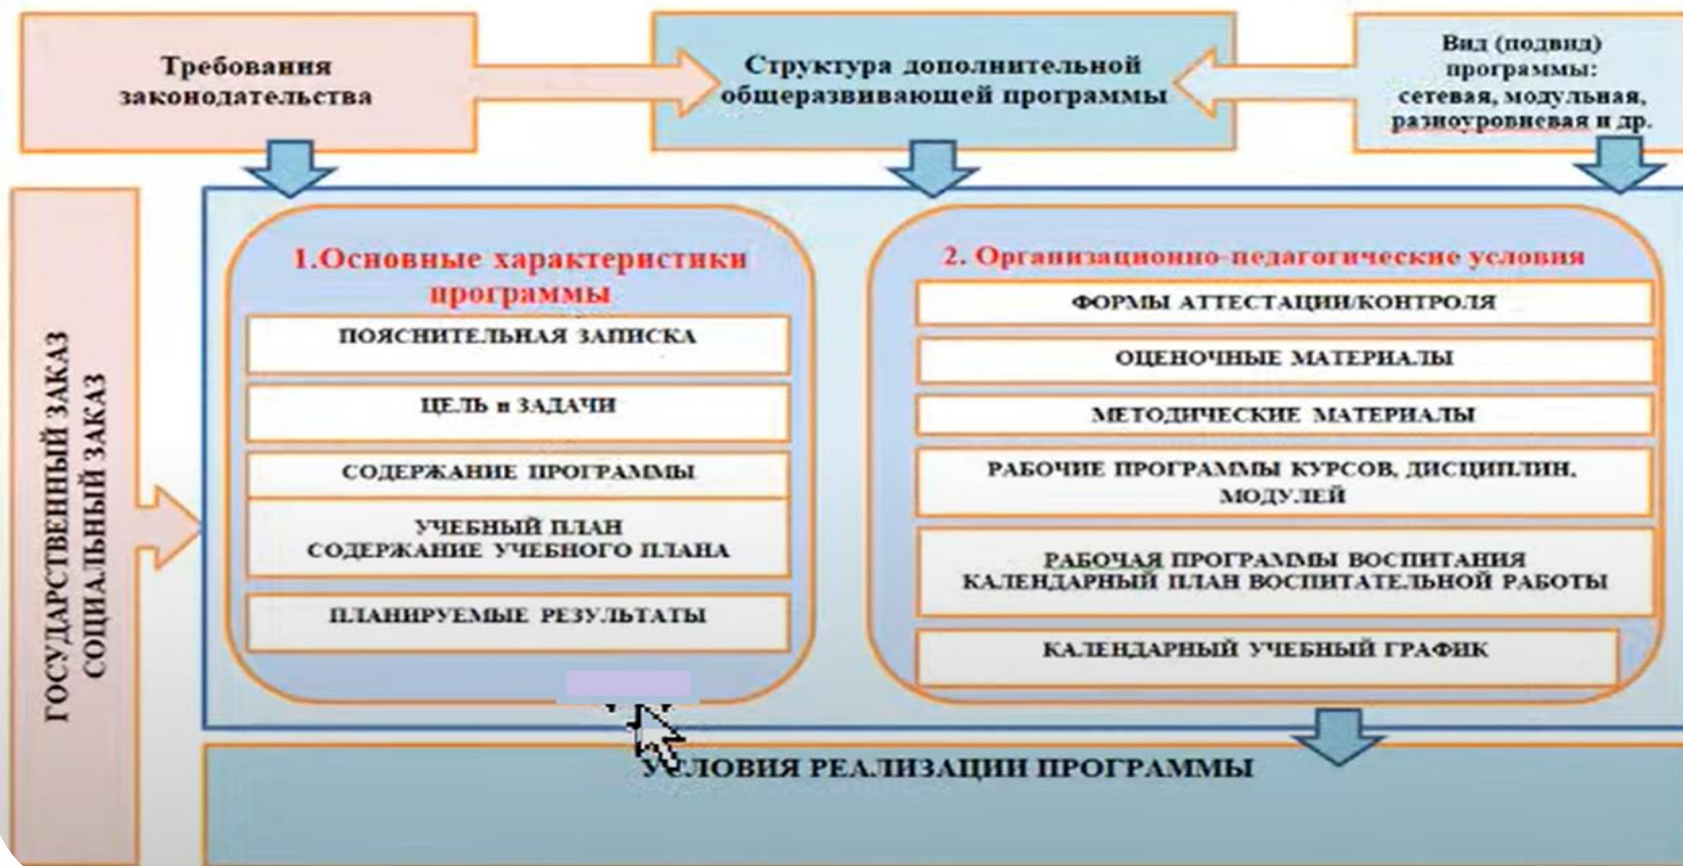 Требования
законодательства
Структура дополнительной
общеразвивающей программы
Вид (подвид)
программы:
сетевая, модульная,
разноуровневая и др.
ГОСУДАРСТВЕННЫЙ ЗАКАЗ
СОЦИАЛЬНЫЙ ЗАКАЗ
1.Основные характеристики
программы
ПОЯСНИТЕЛЬНАЯ ЗАПИСКА
ЦЕЛЬ и ЗАДАЧИ
СОДЕРЖАНИЕ ПРОГРАММЫ
УЧЕБНЫЙ ПЛАН
СОДЕРЖАНИЕ УЧЕБНОГО ПЛАНА
ПЛАНИРУЕМЫЕ РЕЗУЛЬТАТЫ
2. Организационно-педагогические условия
ФОРМЫ АТТЕСТАЦИИ/КОНТРОЛЯ
ОЦЕНОЧНЫЕ МАТЕРИАЛЫ
МЕТОДИЧЕСКИЕ МАТЕРИАЛЫ
РАБОЧИЕ ПРОГРАММЫ КУРСОВ, ДИСЦИПЛИН,
МОДУЛЕЙ
РАБОЧАЯ ПРОГРАММЫ ВОСПИТАНИЯ
КАЛЕНДАРНЫЙ ПЛАН ВОСПИТАТЕЛЬНОЙ РАБОТЫ
КАЛЕНДАРНЫЙ УЧЕБНЫЙ ГРАФИК
УСЛОВИЯ РЕАЛИЗАЦИИ ПРОГРАММЫ